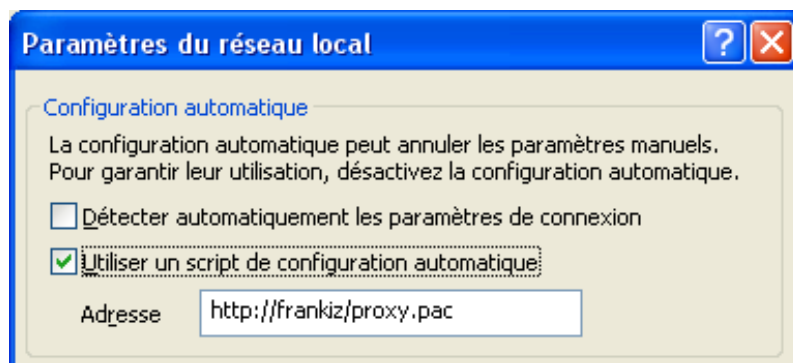 Paramètres du réseau local
Configuration automatique
La configuration automatique peut annuler les paramètres manuels.
Pour garantir leur utilisation, désactivez la configuration automatique.
Détecter automatiquement les paramètres de connexion
Utiliser un script de configuration automatique
Adresse http://frankiz/proxy.pac